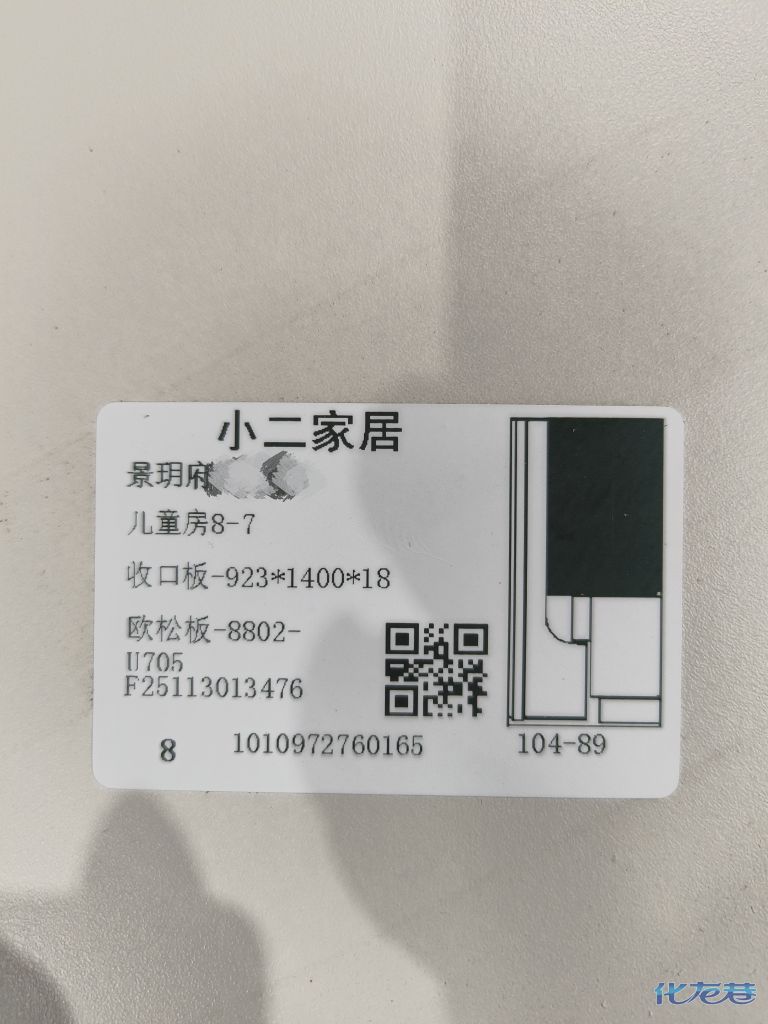 小二家居
景玥府
儿童房8-7
收口板-923*1400*18
欧松板-8802-
U705
F25113013476
8
1010972760165
104-89
化龙巷